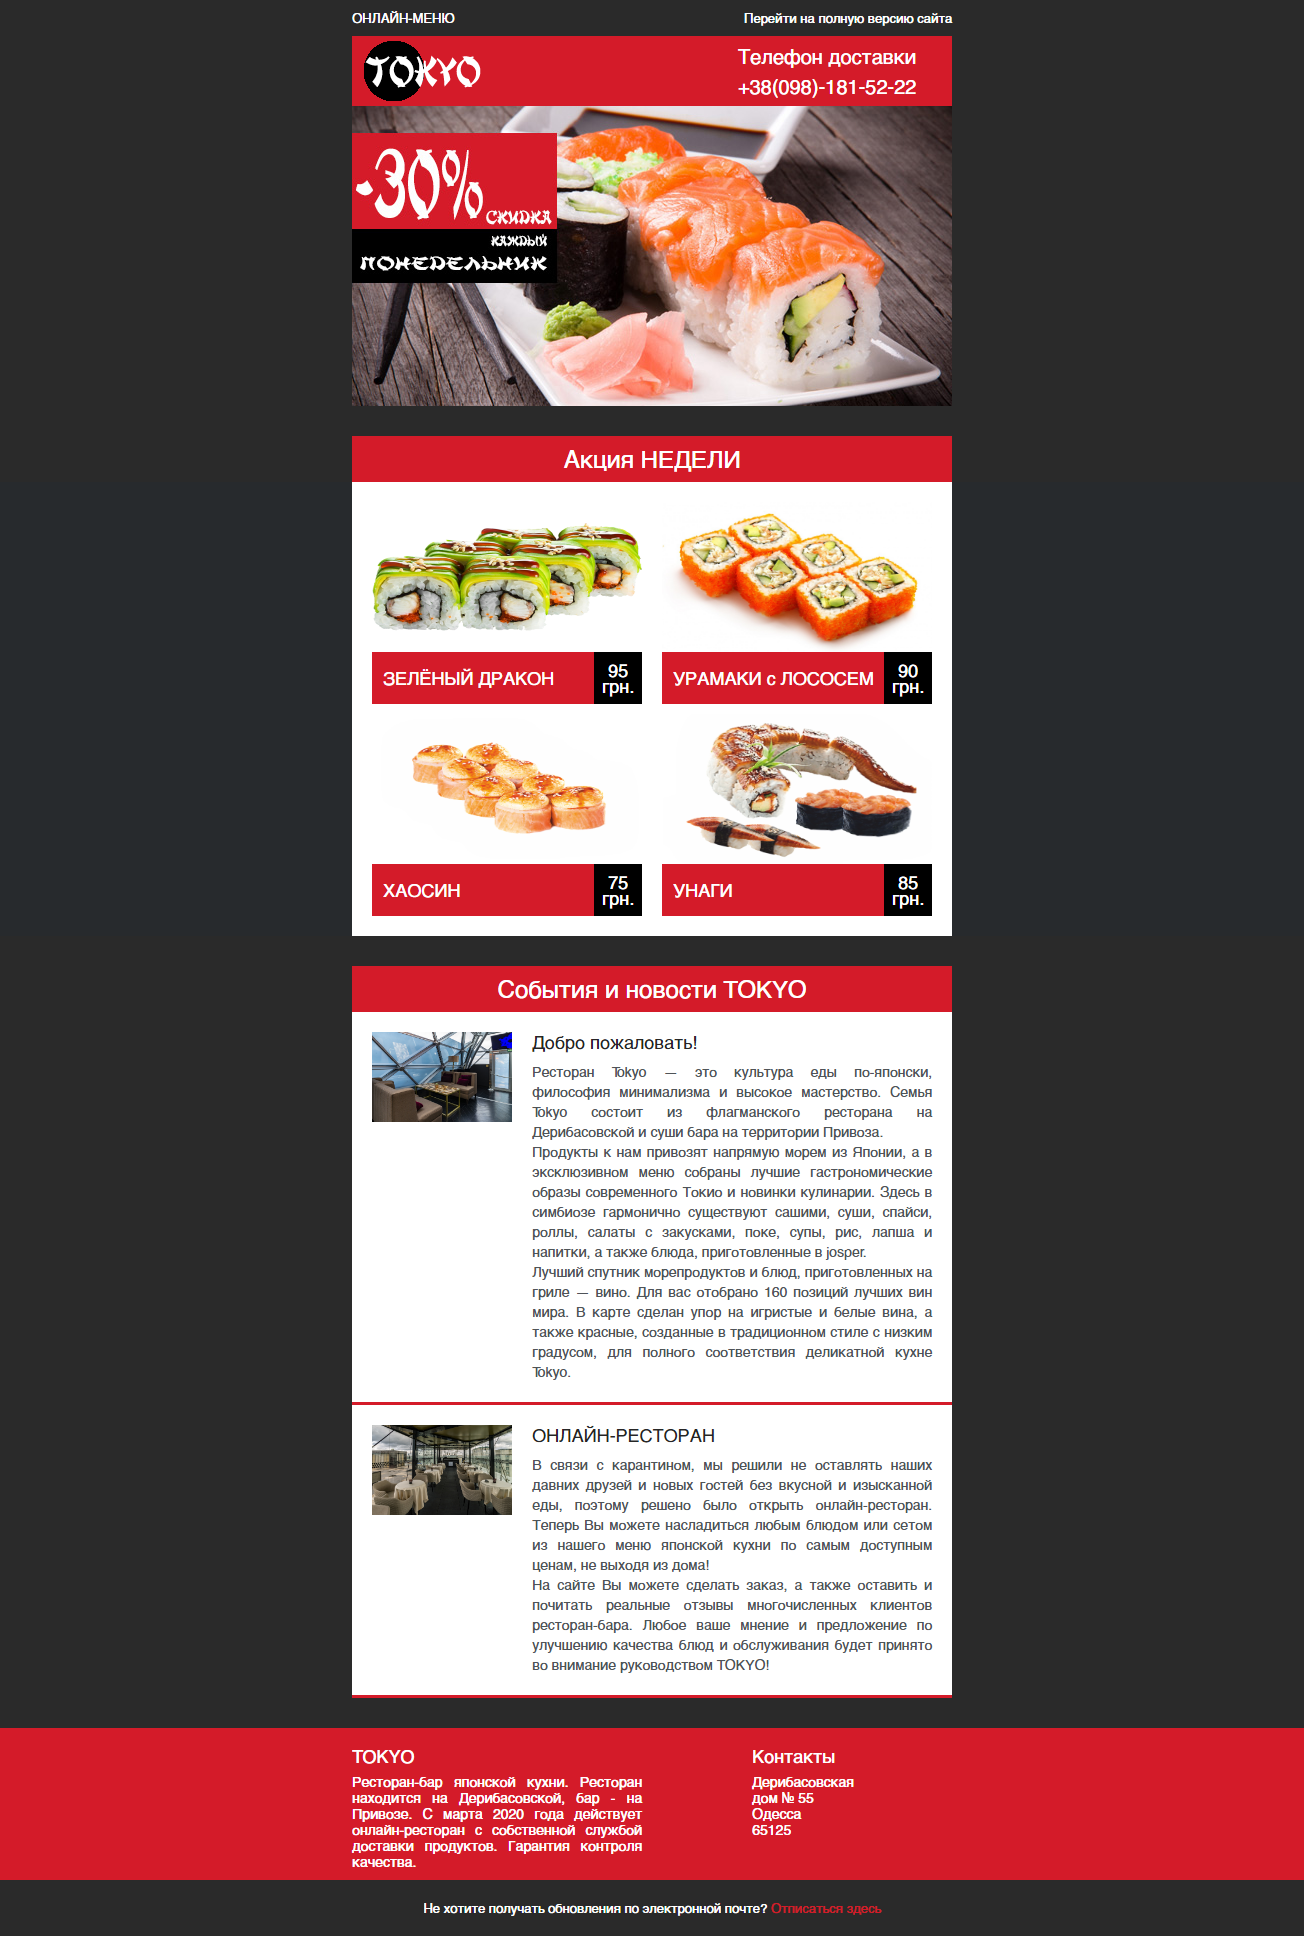 ОНЛАЙН-МЕНЮ
Перейти на полную версию сайта
TOKYO
Телефон доставки
+38(098)-181-52-22
-30% СКИДКА
КАЖДЫЙ
ПОНЕДЕЛЬНИК
Акция НЕДЕЛИ
ЗЕЛЁНЫЙ ДРАКОН
95
грн.
УРАМАКИ с ЛОСОСЕМ
90
грн.
ХАОСИН
75
грн.
УНАГИ
85
грн.
События и новости TOKYO
Добро пожаловать!
Ресторан Tokyo — это культура еды по-японски,
философия минимализма и высокое мастерство. Семья
Tokyo состоит из флагманского ресторана на
Дерибасовской и суши бара на территории Привоза.
Продукты к нам привозят напрямую морем из Японии, а в
эксклюзивном меню собраны лучшие гастрономические
образы современного Токио и новинки кулинарии. Здесь в
симбиозе гармонично существуют сашими, суши, спайси,
роллы, салаты с закусками, поке, супы, рис, лапша и
напитки, а также блюда, приготовленные в josper.
Лучший спутник морепродуктов и блюд, приготовленных на
гриле — вино. Для вас отобрано 160 позиций лучших вин
мира. В карте сделан упор на игристые и белые вина, а
также красные, созданные в традиционном стиле с низким
градусом, для полного соответствия деликатной кухне
Tokyo.
ОНЛАЙН-РЕСТОРАН
В связи с карантином, мы решили не оставлять наших
давних друзей и новых гостей без вкусной и изысканной
еды, поэтому решено было открыть онлайн-ресторан.
Теперь Вы можете насладиться любым блюдом или сетом
из нашего меню японской кухни по самым доступным
ценам, не выходя из дома!
На сайте Вы можете сделать заказ, а также оставить и
почитать реальные отзывы многочисленных клиентов
ресторан-бара. Любое ваше мнение и предложение по
улучшению качества блюд и обслуживания будет принято
во внимание руководством TOKYO!
TOKYO
Ресторан-бар японской кухни. Ресторан
находится на Дерибасовской, бар - на
Привозе. С марта 2020 года действует
онлайн-ресторан с собственной службой
доставки продуктов. Гарантия контроля
качества.
Контакты
Дерибасовская
дом № 55
Одесса
65125
Не хотите получать обновления по электронной почте? Отписаться здесь